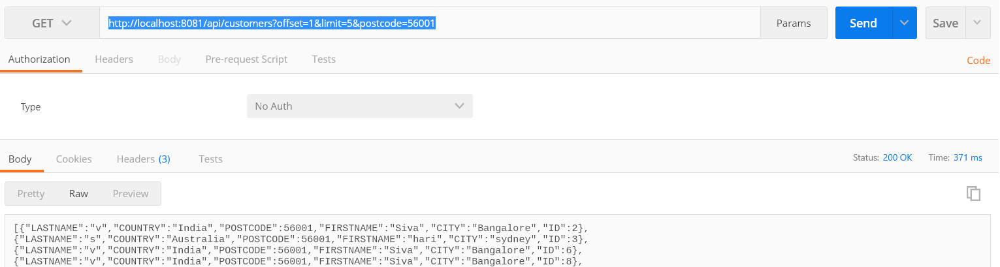 GET http://localhost:8081/api/customers?offset=1&limit=5&postcode=56001 Params Send Save
Authorization Headers Body Pre-request Script Tests Code
Type No Auth
Body Cookies Headers (3) Tests Status: 200 OK Time: 371 ms
Pretty Raw Preview
[{"LASTNAME":"v","COUNTRY":"India","POSTCODE":56001,"FIRSTNAME":"Siva","CITY":"Bangalore","ID":2},
{"LASTNAME":"s","COUNTRY":"Australia","POSTCODE":56001,"FIRSTNAME":"hari","CITY":"sydney","ID":3},
{"LASTNAME":"v","COUNTRY":"India","POSTCODE":56001,"FIRSTNAME":"Siva","CITY":"Bangalore","ID":6},
{"LASTNAME":"v","COUNTRY":"India","POSTCODE":56001,"FIRSTNAME":"Siva","CITY":"Bangalore","ID":8},